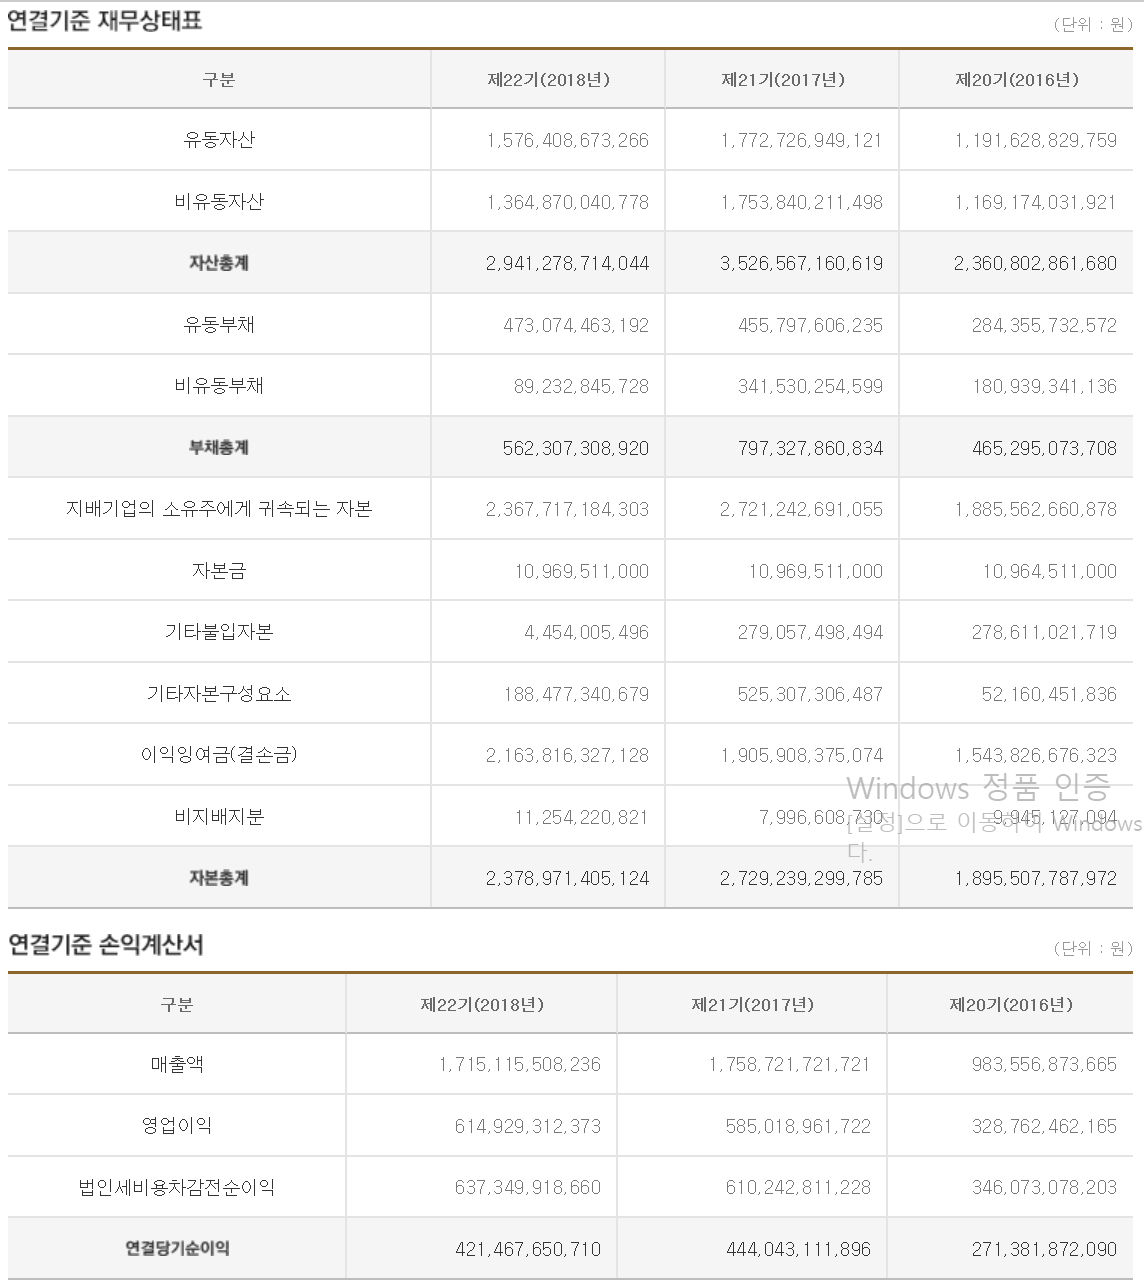 연결기준 재무상태표
(단위 : 원)
구분 제22기(2018년) 제21기(2017년) 제20기(2016년)
유동자산 1,576,408,673,266 1,772,726,949,121 1,191,628,829,759
비유동자산 1,364,870,040,778 1,753,840,211,498 1,169,174,031,921
자산총계 2,941,278,714,044 3,526,567,160,619 2,360,802,861,680
유동부채 473,074,463,192 455,797,606,235 284,355,732,572
비유동부채 89,232,845,728 341,530,254,599 180,939,341,136
부채총계 562,307,308,920 797,327,860,834 465,295,073,708
지배기업의 소유주에게 귀속되는 자본 2,367,717,184,303 2,721,242,691,055 1,885,562,660,878
자본금 10,969,511,000 10,969,511,000 10,964,511,000
기타불입자본 4,454,005,496 279,057,498,494 278,611,021,719
기타자본구성요소 188,477,340,679 525,307,306,487 52,160,451,836
이익잉여금(결손금) 2,163,816,327,128 1,905,908,375,074 1,543,826,676,323
Windows 정품 인증
비지배지분 11,254,220,821 7,996,608,730 9,945,127,094
[설정]으로 이동하여 Windows
다.
자본총계 2,378,971,405,124 2,729,239,299,785 1,895,507,787,972
연결기준 손익계산서
(단위 : 원)
구분 제22기(2018년) 제21기(2017년) 제20기(2016년)
매출액 1,715,115,508,236 1,758,721,721,721 983,556,873,665
영업이익 614,929,312,373 585,018,961,722 328,762,462,165
법인세비용차감전순이익 637,349,918,660 610,242,811,228 346,073,078,203
연결당기순이익 421,467,650,710 444,043,111,896 271,381,872,090